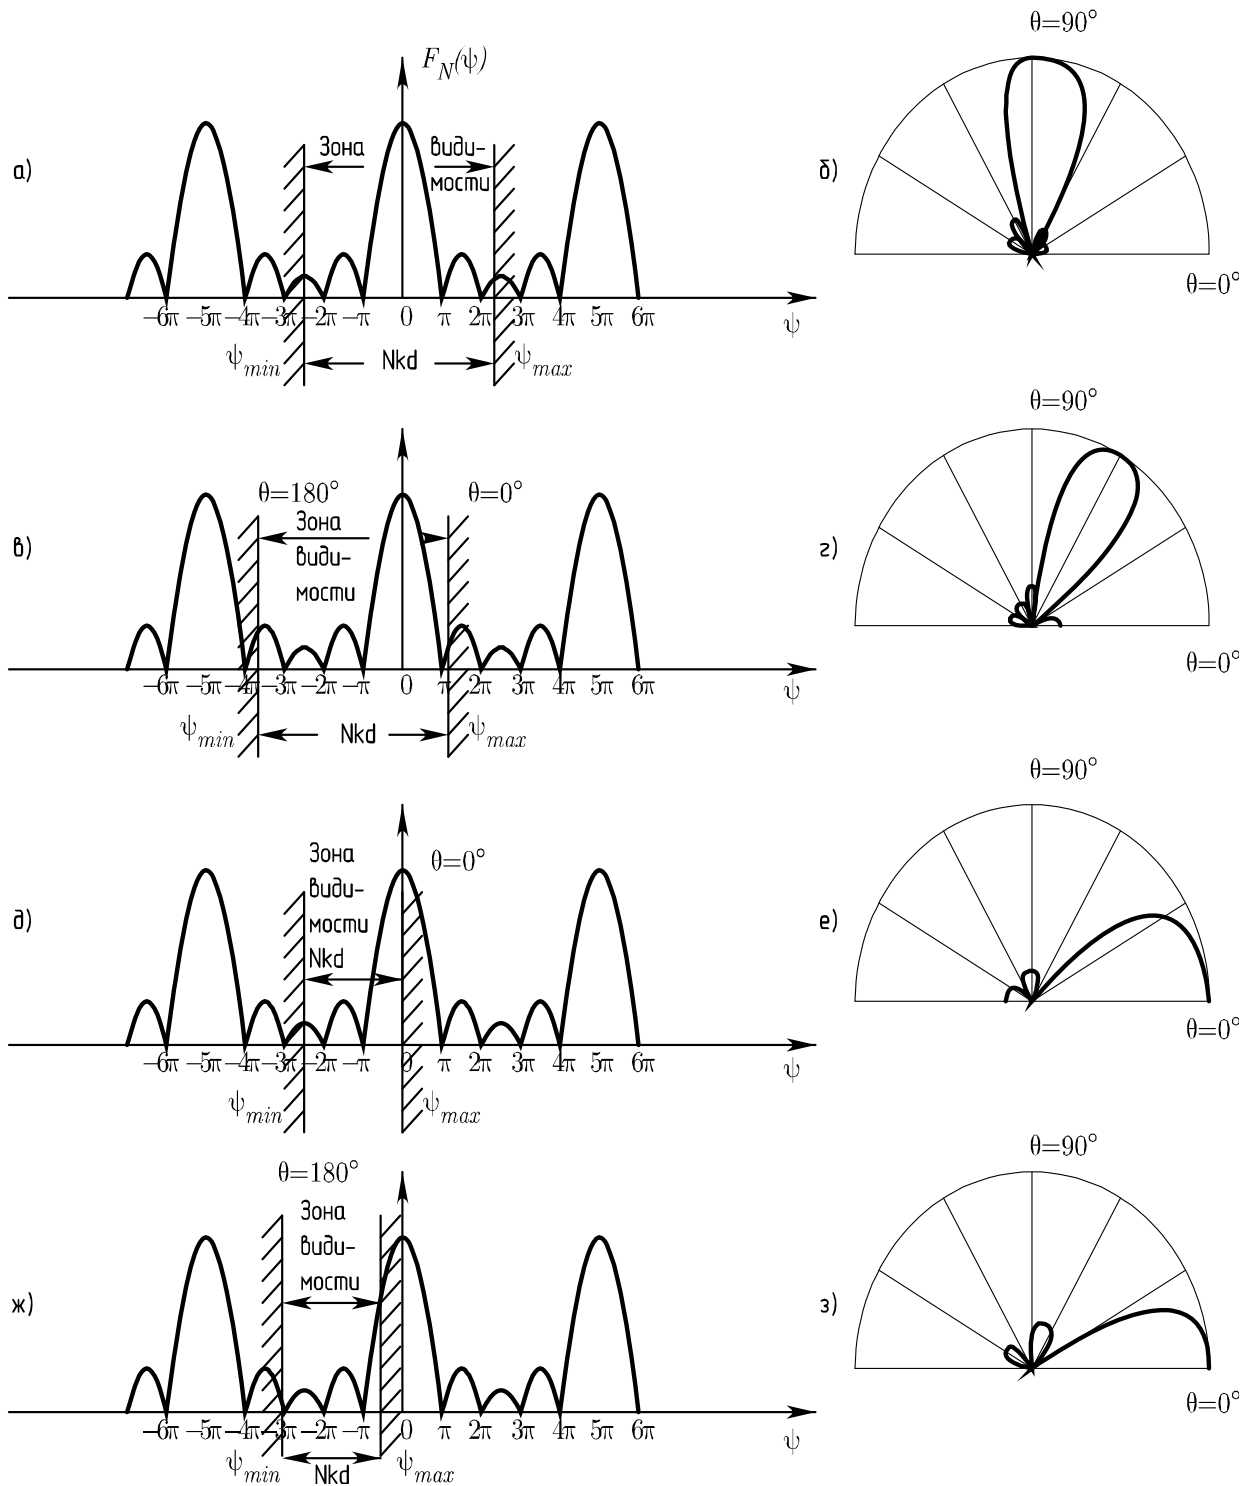 θ=90°
F_N(ψ)
Зона види-
мости
а)
б)
θ=0°
−6π −5π −4π −3π −2π −π 0 π 2π 3π 4π 5π 6π
ψ
ψ_min Nkd ψ_max
θ=90°
θ=180° θ=0°
Зона
види-
мости
в)
г)
θ=0°
−6π −5π −4π −3π −2π −π 0 π 2π 3π 4π 5π 6π
ψ
ψ_min Nkd ψ_max
θ=90°
Зона
θ=0°
види-
мости
Nkd
д)
е)
θ=0°
−6π −5π −4π −3π −2π −π 0 π 2π 3π 4π 5π 6π
ψ
ψ_min ψ_max
θ=90°
θ=180°
Зона
види-
мости
ж)
з)
θ=0°
−6π −5π −4π −3π −2π −π 0 π 2π 3π 4π 5π 6π
ψ
ψ_min Nkd ψ_max